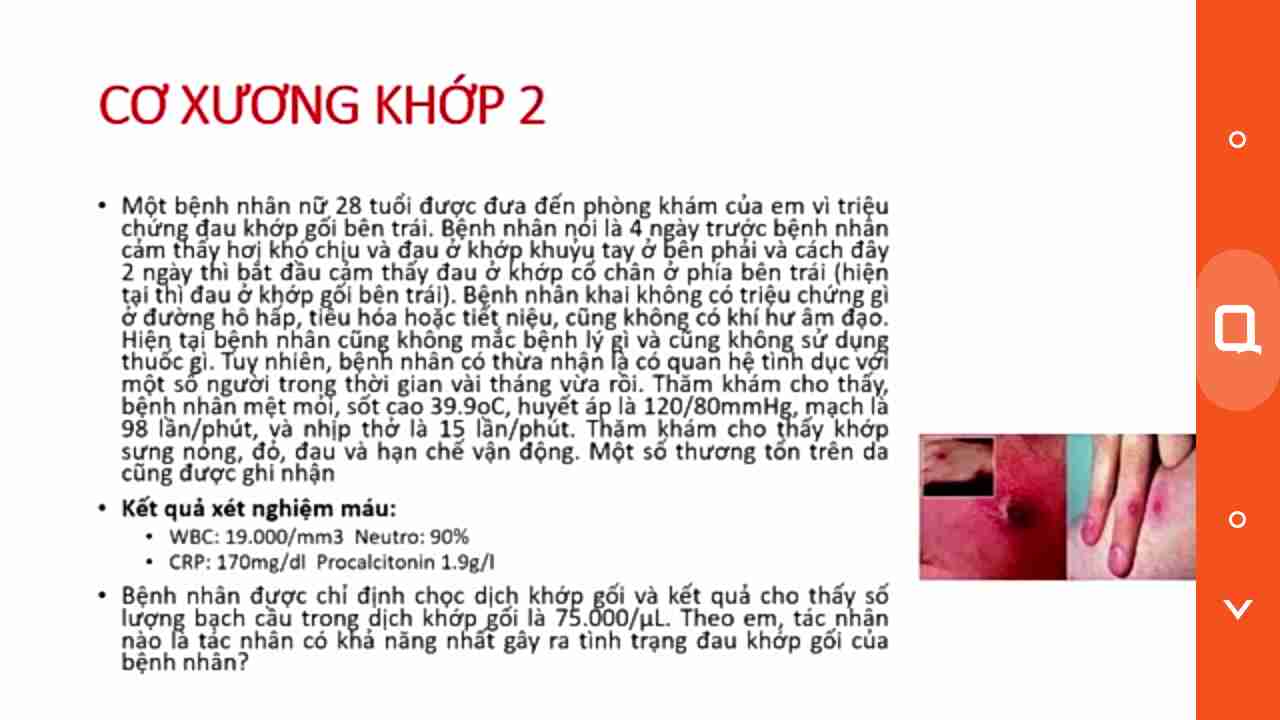 CƠ XƯƠNG KHỚP 2
• Một bệnh nhân nữ 28 tuổi được đưa đến phòng khám của em vì triệu
chứng đau khớp gối bên trái. Bệnh nhân nói là 4 ngày trước bệnh nhân
cảm thấy hơi khó chịu và đau ở khớp khuỷu tay ở bên phải và cách đây
2 ngày thì bắt đầu cảm thấy đau ở khớp cổ chân ở phía bên trái (hiện
tại thì đau ở khớp gối bên trái). Bệnh nhân khai không có triệu chứng gì
ở đường hô hấp, tiêu hóa hoặc tiết niệu, cũng không có khí hư âm đạo.
Hiện tại bệnh nhân cũng không mắc bệnh lý gì và cũng không sử dụng
thuốc gì. Tuy nhiên, bệnh nhân có thừa nhận là có quan hệ tình dục với
một số người trong thời gian vài tháng vừa rồi. Thăm khám cho thấy,
bệnh nhân mệt mỏi, sốt cao 39.9oC, huyết áp là 120/80mmHg, mạch là
98 lần/phút, và nhịp thở là 15 lần/phút. Thăm khám cho thấy khớp
sưng nóng, đỏ, đau và hạn chế vận động. Một số thương tổn trên da
cũng được ghi nhận
• Kết quả xét nghiệm máu:
• WBC: 19.000/mm3 Neutro: 90%
• CRP: 170mg/dl Procalcitonin 1.9g/l
• Bệnh nhân được chỉ định chọc dịch khớp gối và kết quả cho thấy số
lượng bạch cầu trong dịch khớp gối là 75.000/µL. Theo em, tác nhân
nào là tác nhân có khả năng nhất gây ra tình trạng đau khớp gối của
bệnh nhân?